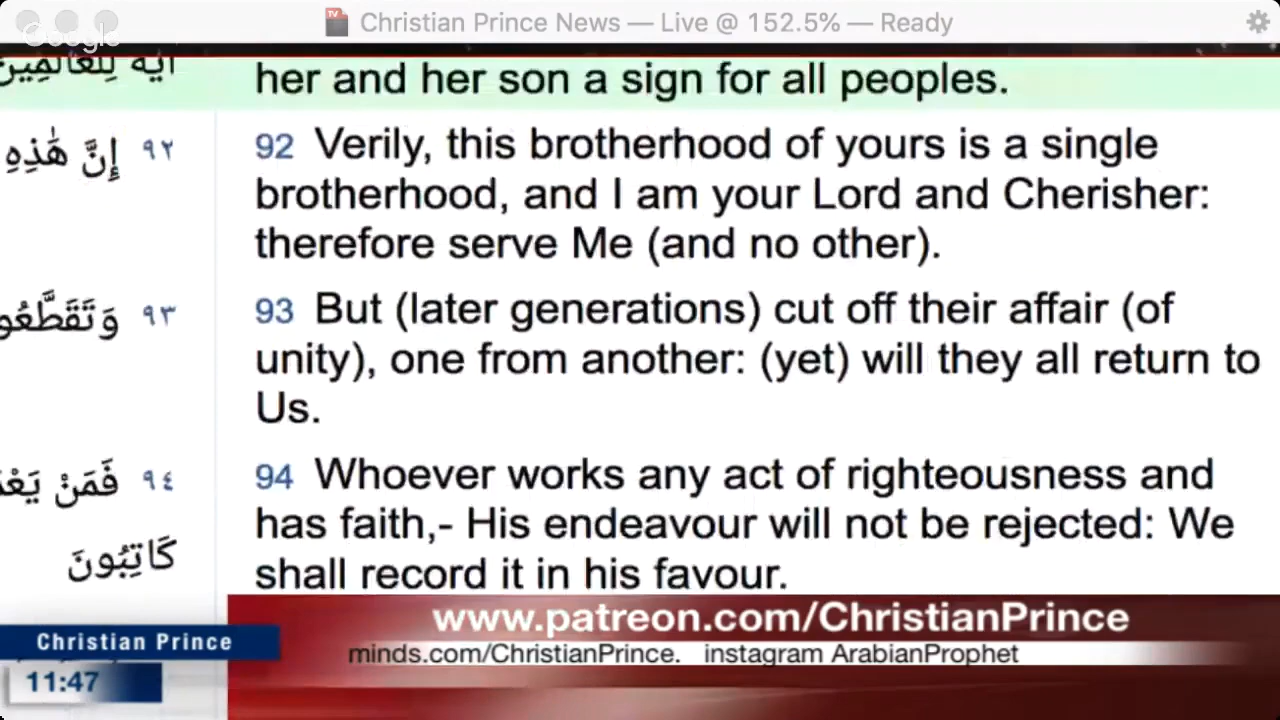 Christian Prince News — Live @ 152.5% — Ready
Google
آية للعالمين
her and her son a sign for all peoples.
إِنَّ هَٰذِهِ ٩٢
92 Verily, this brotherhood of yours is a single
brotherhood, and I am your Lord and Cherisher:
therefore serve Me (and no other).
٩٣
93 But (later generations) cut off their affair (of
unity), one from another: (yet) will they all return to
Us.
فَمَنْ ٩٤
94 Whoever works any act of righteousness and
has faith,- His endeavour will not be rejected: We
كَاتِبُونَ
shall record it in his favour.
www.patreon.com/ChristianPrince
Christian Prince
minds.com/ChristianPrince. instagram ArabianProphet
11:47